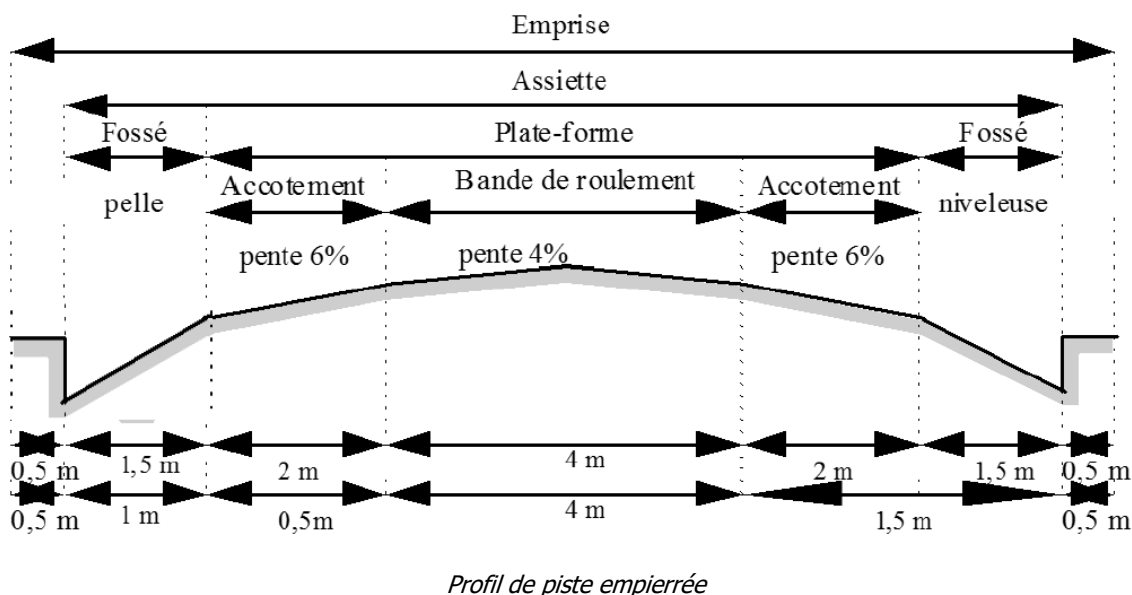 Emprise
Assiette
Fossé Plate-forme Fossé
Accotement Bande de roulement Accotement
pelle niveleuse
pente 6% pente 4% pente 6%
0,5 m 1,5 m 2 m 4 m 2 m 1,5 m 0,5 m
0,5 m 1 m 0,5m 4 m 1,5 m 0,5 m
Profil de piste empierrée